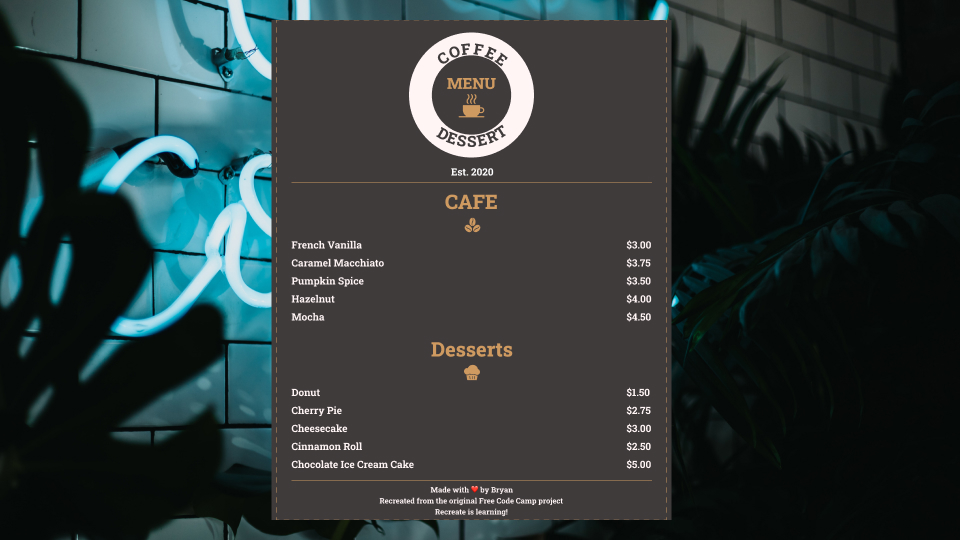 COFFEE
MENU
DESSERT
Est. 2020
CAFE
French Vanilla $3.00
Caramel Macchiato $3.75
Pumpkin Spice $3.50
Hazelnut $4.00
Mocha $4.50
Desserts
Donut $1.50
Cherry Pie $2.75
Cheesecake $3.00
Cinnamon Roll $2.50
Chocolate Ice Cream Cake $5.00
Made with ❤️ by Bryan
Recreated from the original Free Code Camp project
Recreate is learning!